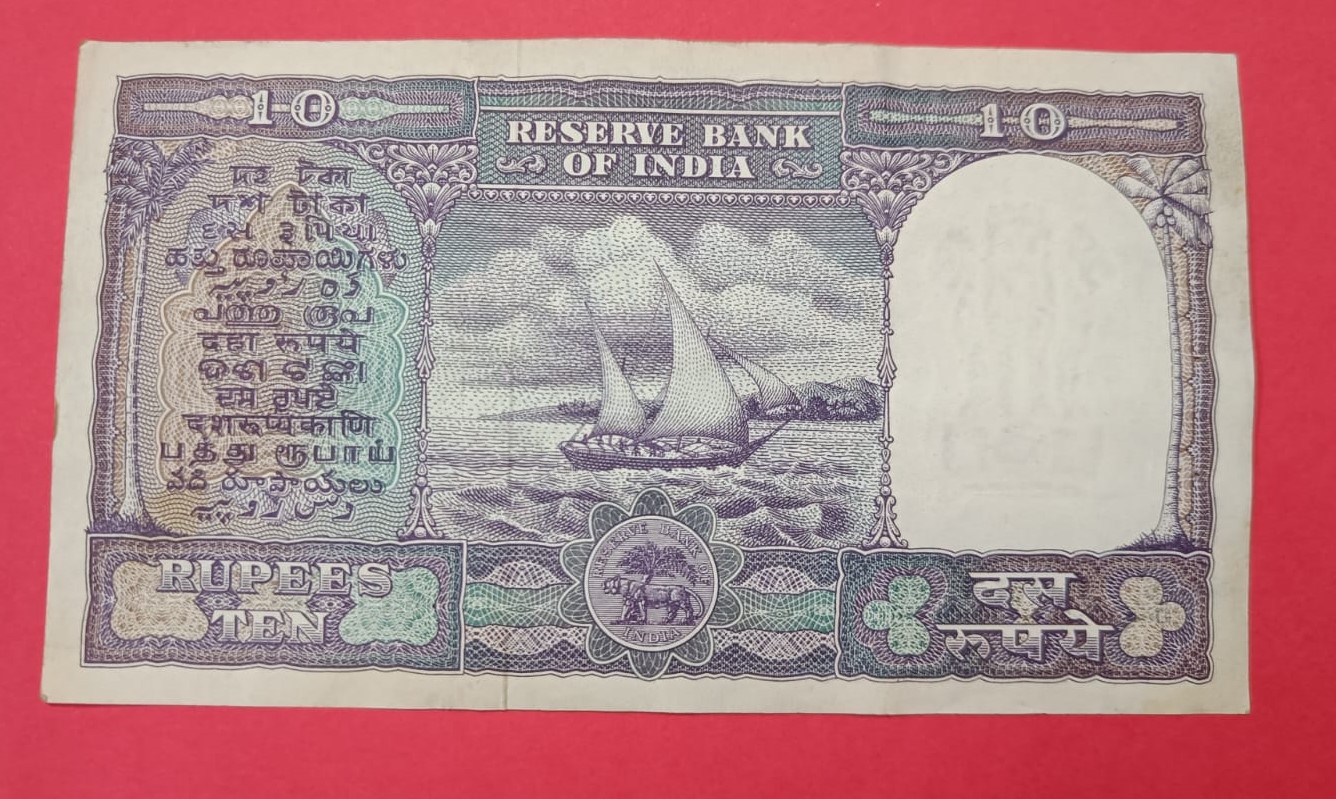 10
RESERVE BANK
OF INDIA
10
দহ টকা
দশ টাকা
દસ રૂપિયા
ಹತ್ತು ರೂಪಾಯಿಗಳು
പത്തു രൂപ
दहा रुपये
ଦଶ ଟଙ୍କା
ਦਸ ਰੁਪਏ
दशरूप्यकाणि
பத்து ரூபாய்
పది రూపాయలు
RUPEES
TEN
RESERVE BANK OF
INDIA
दस
रुपये